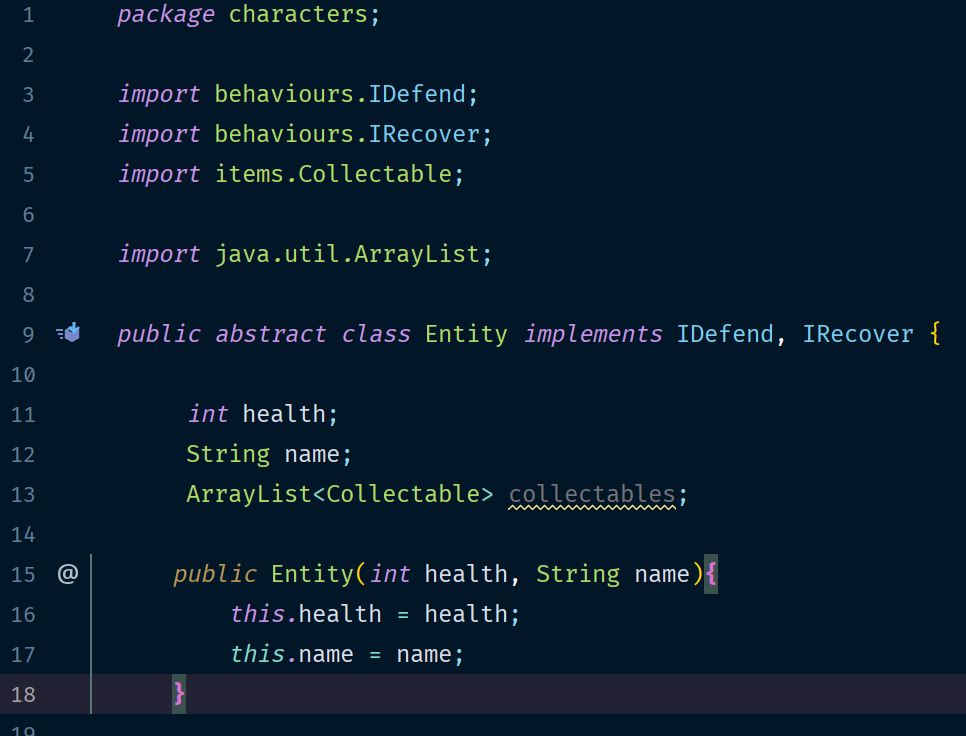 1 package characters;
2
3 import behaviours.IDefend;
4 import behaviours.IRecover;
5 import items.Collectable;
6
7 import java.util.ArrayList;
8
9 public abstract class Entity implements IDefend, IRecover {
10
11 int health;
12 String name;
13 ArrayList<Collectable> collectables;
14
15 @ public Entity(int health, String name){
16 this.health = health;
17 this.name = name;
18 }
19